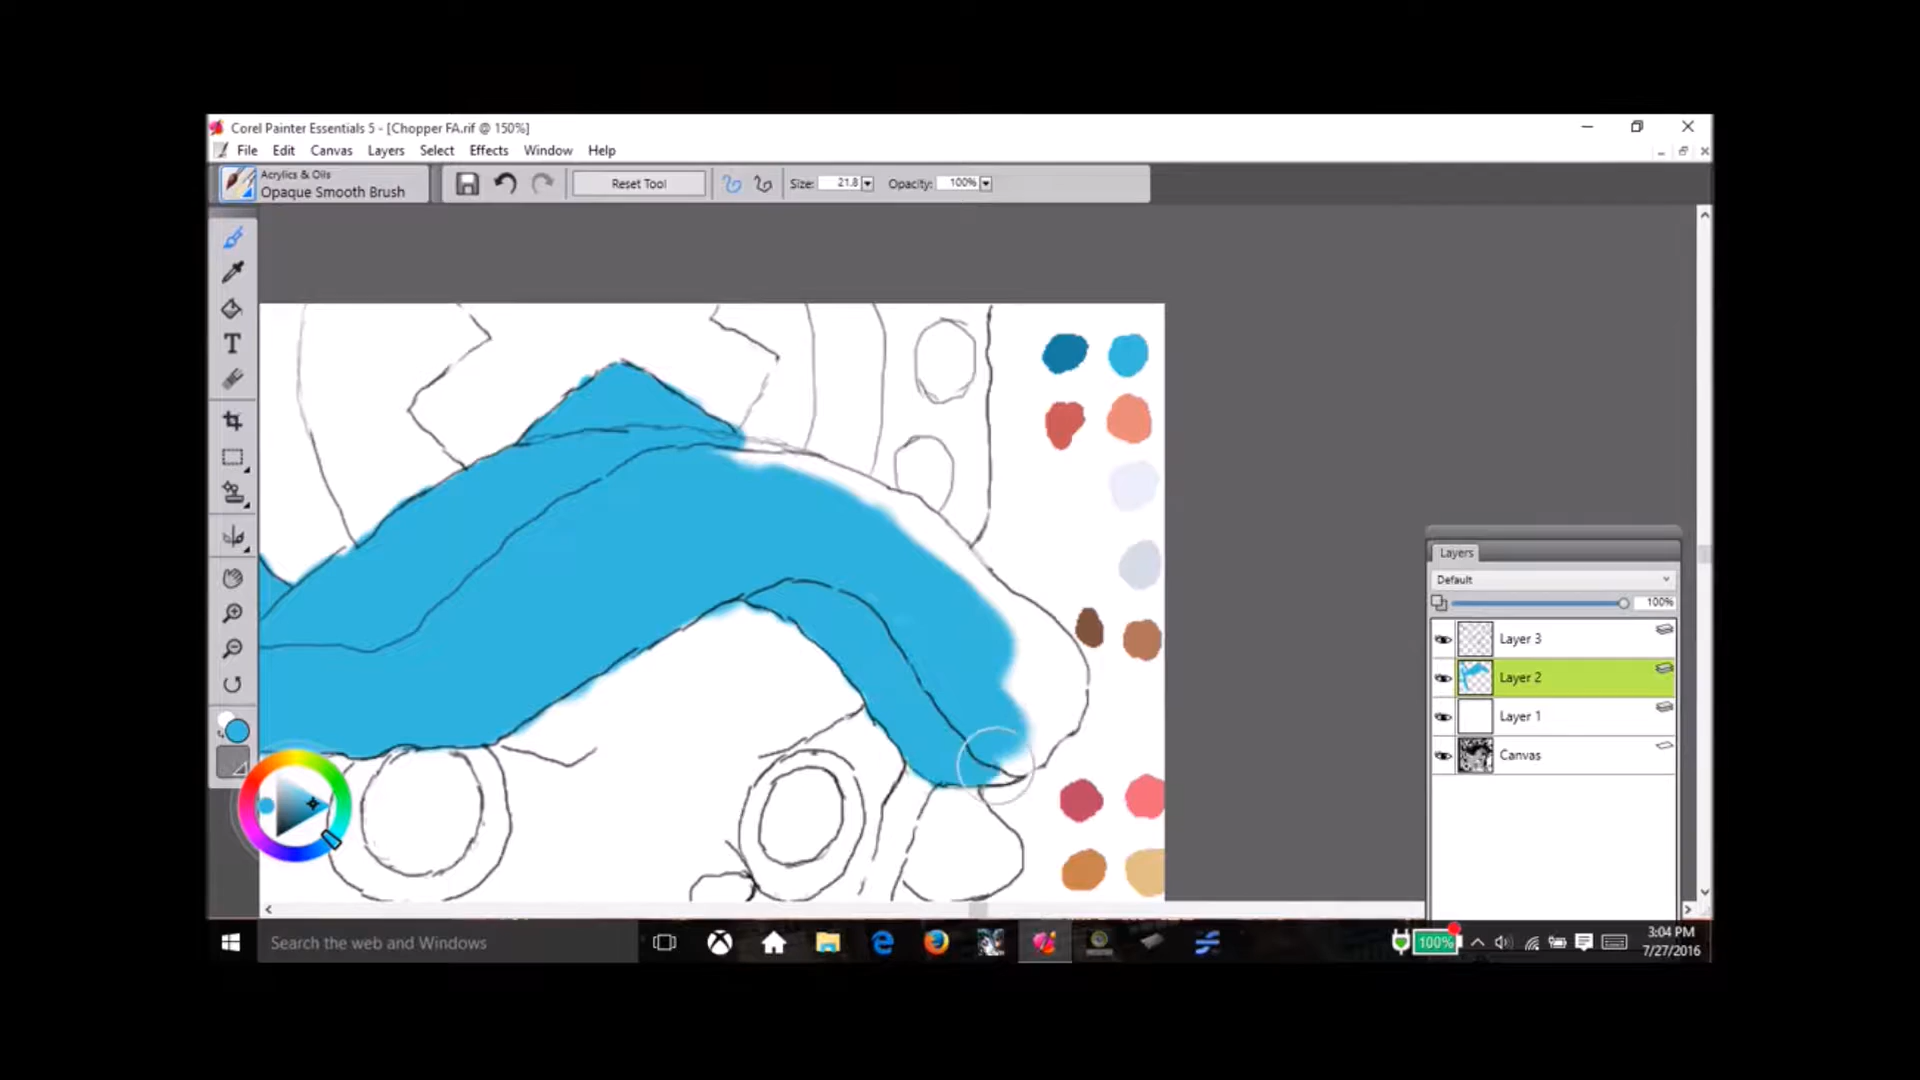 Corel Painter Essentials 5 - [Chopper FA.rif @ 150%]
File Edit Canvas Layers Select Effects Window Help
Acrylics & Oils
Opaque Smooth Brush
Reset Tool
Size: 21.8
Opacity: 100%
T
Layers
Default
100%
Layer 3
Layer 2
Layer 1
Canvas
Search the web and Windows
100%
3:04 PM
7/27/2016